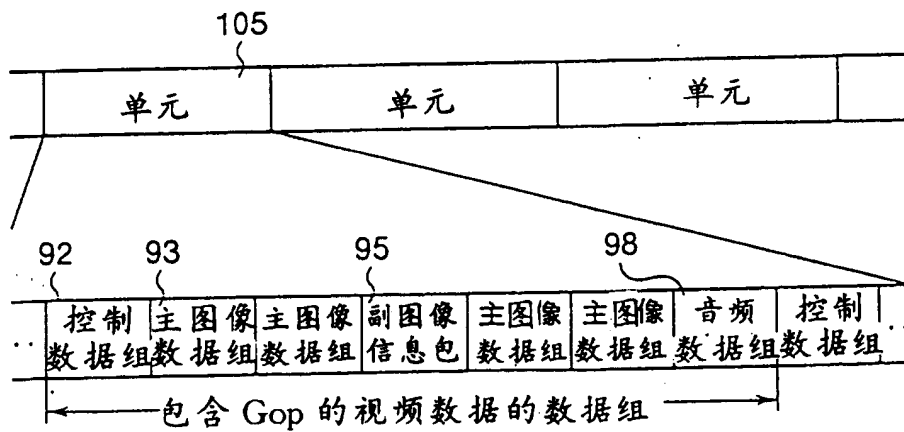 105
单元 单元 单元
92 93 95 98
控制 主图像 主图像 副图像 主图像 主图像 音频 控制
数据组 数据组 数据组 信息包 数据组 数据组 数据组 数据组
包含 Gop 的视频数据的数据组